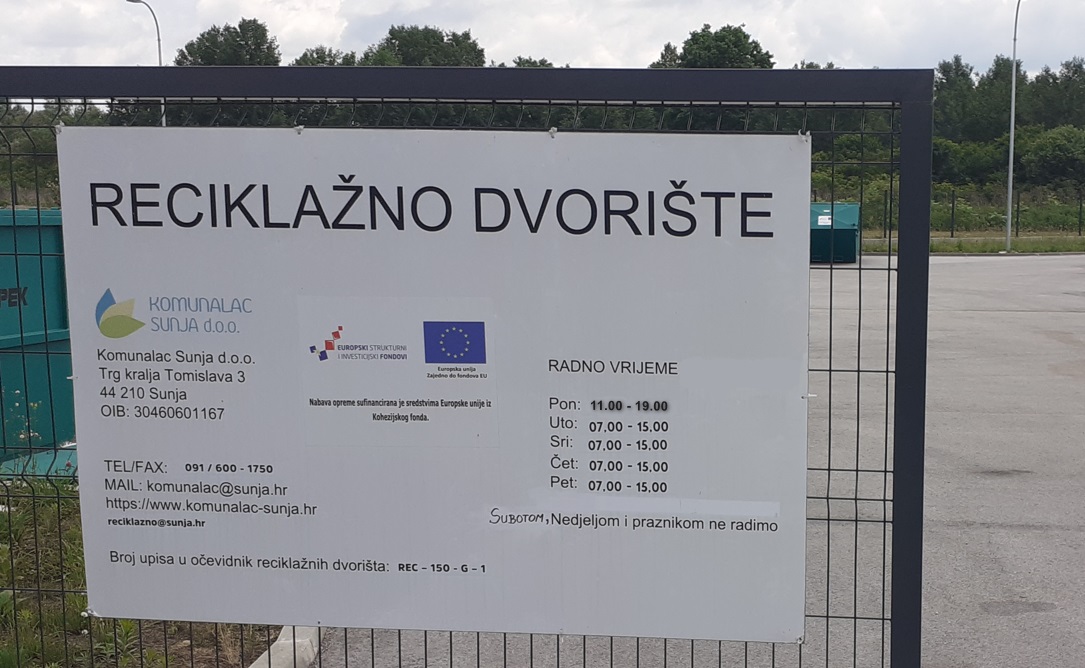 RECIKLAŽNO DVORIŠTE
KOMUNALAC
SUNJA d.o.o.
Komunalac Sunja d.o.o.
Trg kralja Tomislava 3
44 210 Sunja
OIB: 30460601167
EUROPSKI STRUKTURNI
I INVESTICIJSKI FONDOVI
Europska unija
Zajedno do fondova EU
Nabava opreme sufinancirana je sredstvima Europske unije iz
Kohezijskog fonda.
RADNO VRIJEME
Pon: 11.00 - 19.00
Uto: 07.00 - 15.00
Sri: 07.00 - 15.00
Čet: 07.00 - 15.00
Pet: 07.00 - 15.00
SUBOTOM, Nedjeljom i praznikom ne radimo
TEL/FAX: 091 / 600 - 1750
MAIL: komunalac@sunja.hr
https://www.komunalac-sunja.hr
reciklazno@sunja.hr
Broj upisa u očevidnik reciklažnih dvorišta: REC - 150 - G - 1